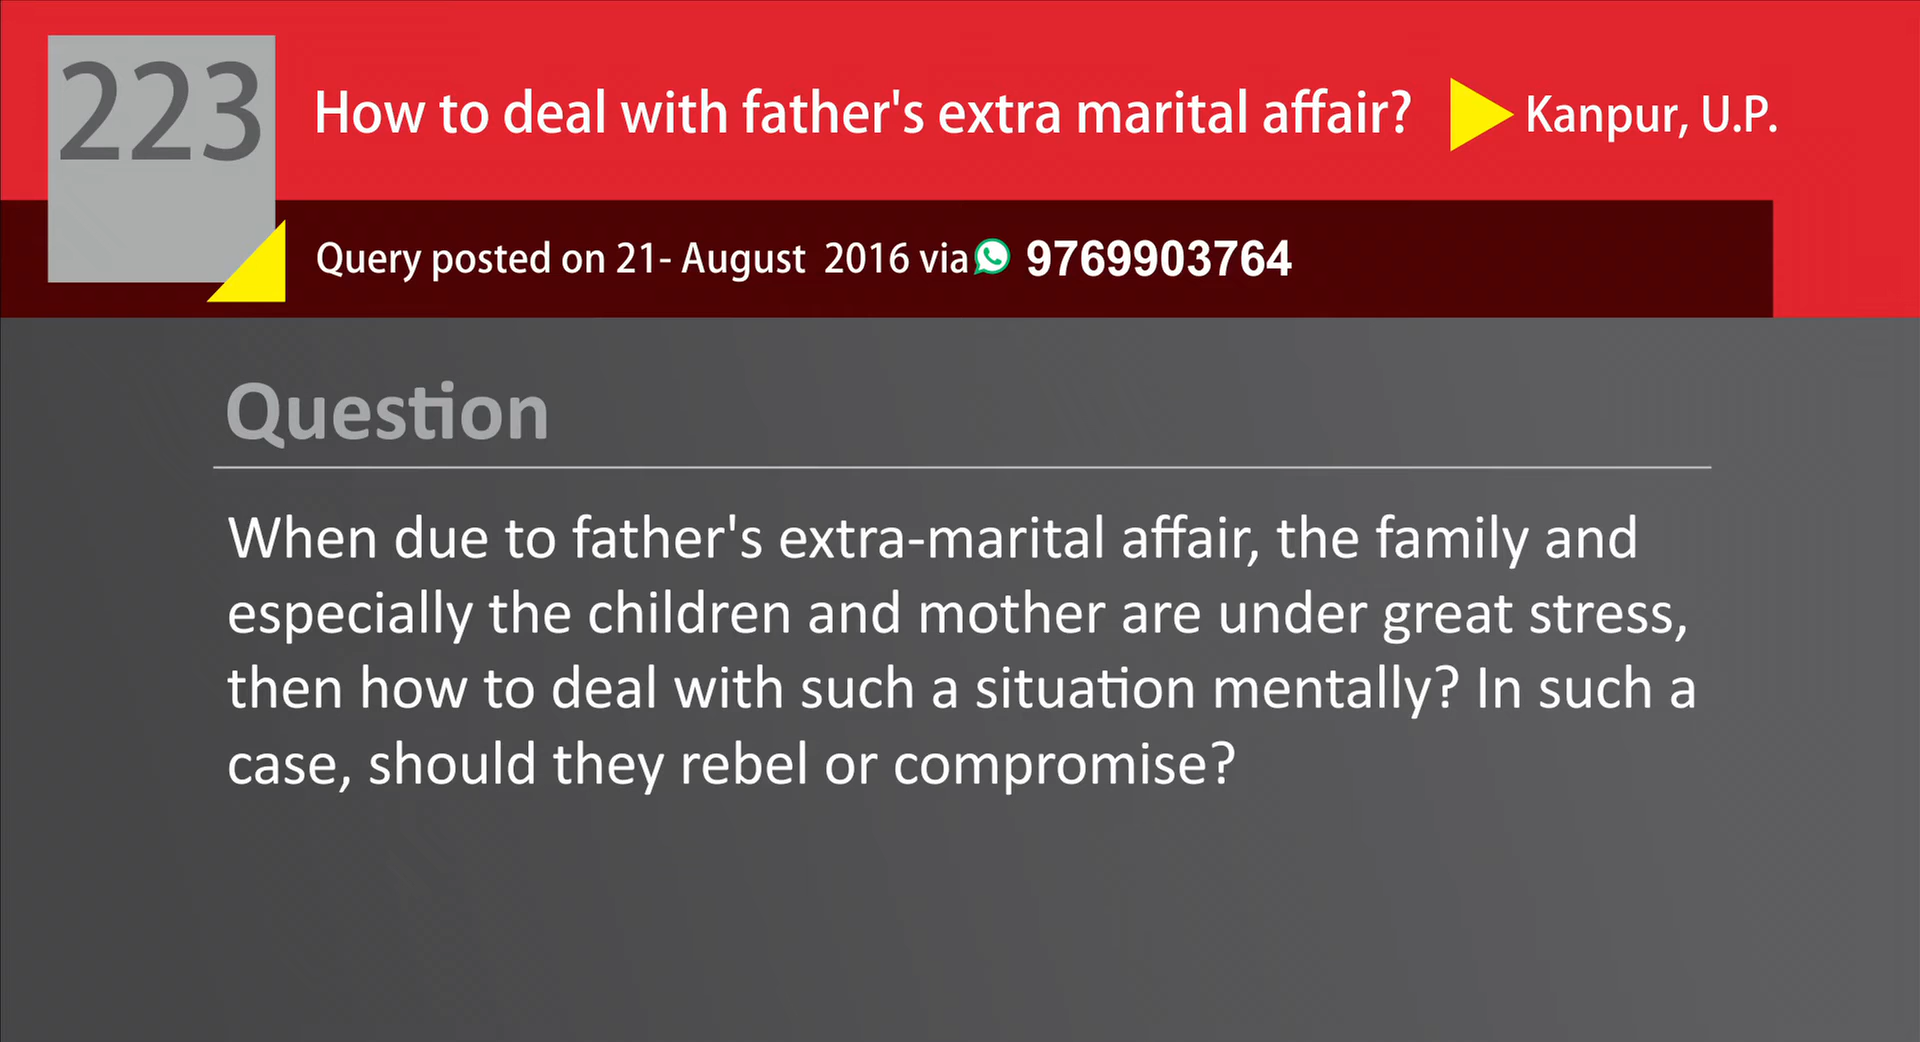 223
How to deal with father's extra marital affair? Kanpur, U.P.
Query posted on 21- August 2016 via 9769903764
Question
When due to father's extra-marital affair, the family and
especially the children and mother are under great stress,
then how to deal with such a situation mentally? In such a
case, should they rebel or compromise?